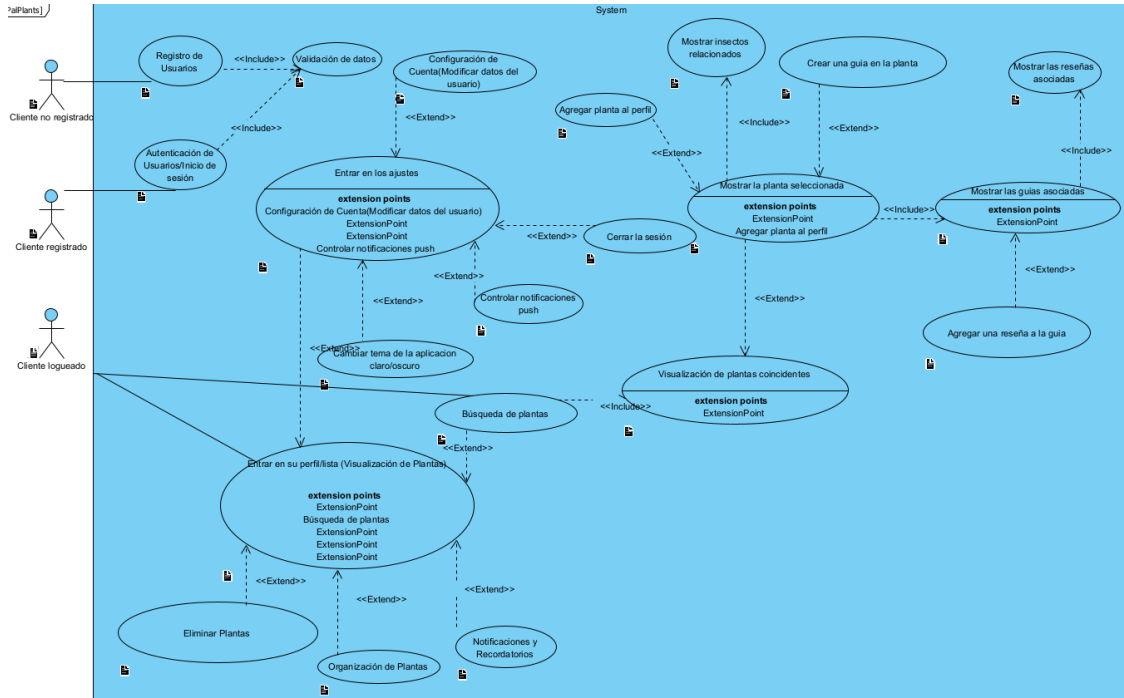 PalPlants
System
Registro de
Usuarios
<<Include>>
Validación de datos
Configuración de
Cuenta(Modificar datos del
usuario)
Mostrar insectos
relacionados
Crear una guia en la planta
Mostrar las reseñas
asociadas
Cliente no registrado
<<Include>>
<<Extend>>
Agregar planta al perfil
<<Include>>
<<Extend>>
<<Include>>
Autenticación de
Usuarios/Inicio de
sesión
<<Extend>>
Cliente registrado
Entrar en los ajustes
extension points
Configuración de Cuenta(Modificar datos del usuario)
ExtensionPoint
ExtensionPoint
Controlar notificaciones push
<<Extend>>
Cerrar la sesión
Mostrar la planta seleccionada
extension points
ExtensionPoint
Agregar planta al perfil
<<Include>>
Mostrar las guias asociadas
extension points
ExtensionPoint
<<Extend>>
<<Extend>>
Controlar notificaciones
push
<<Extend>>
<<Extend>>
Agregar una reseña a la guia
Cliente logueado
<<Extend>>
Cambiar tema de la aplicacion
claro/oscuro
Visualización de plantas coincidentes
extension points
ExtensionPoint
Búsqueda de plantas
<<Include>>
<<Extend>>
Entrar en su perfil/lista (Visualización de Plantas)
extension points
ExtensionPoint
Búsqueda de plantas
ExtensionPoint
ExtensionPoint
ExtensionPoint
<<Extend>>
<<Extend>>
<<Extend>>
Eliminar Plantas
Organización de Plantas
Notificaciones y
Recordatorios